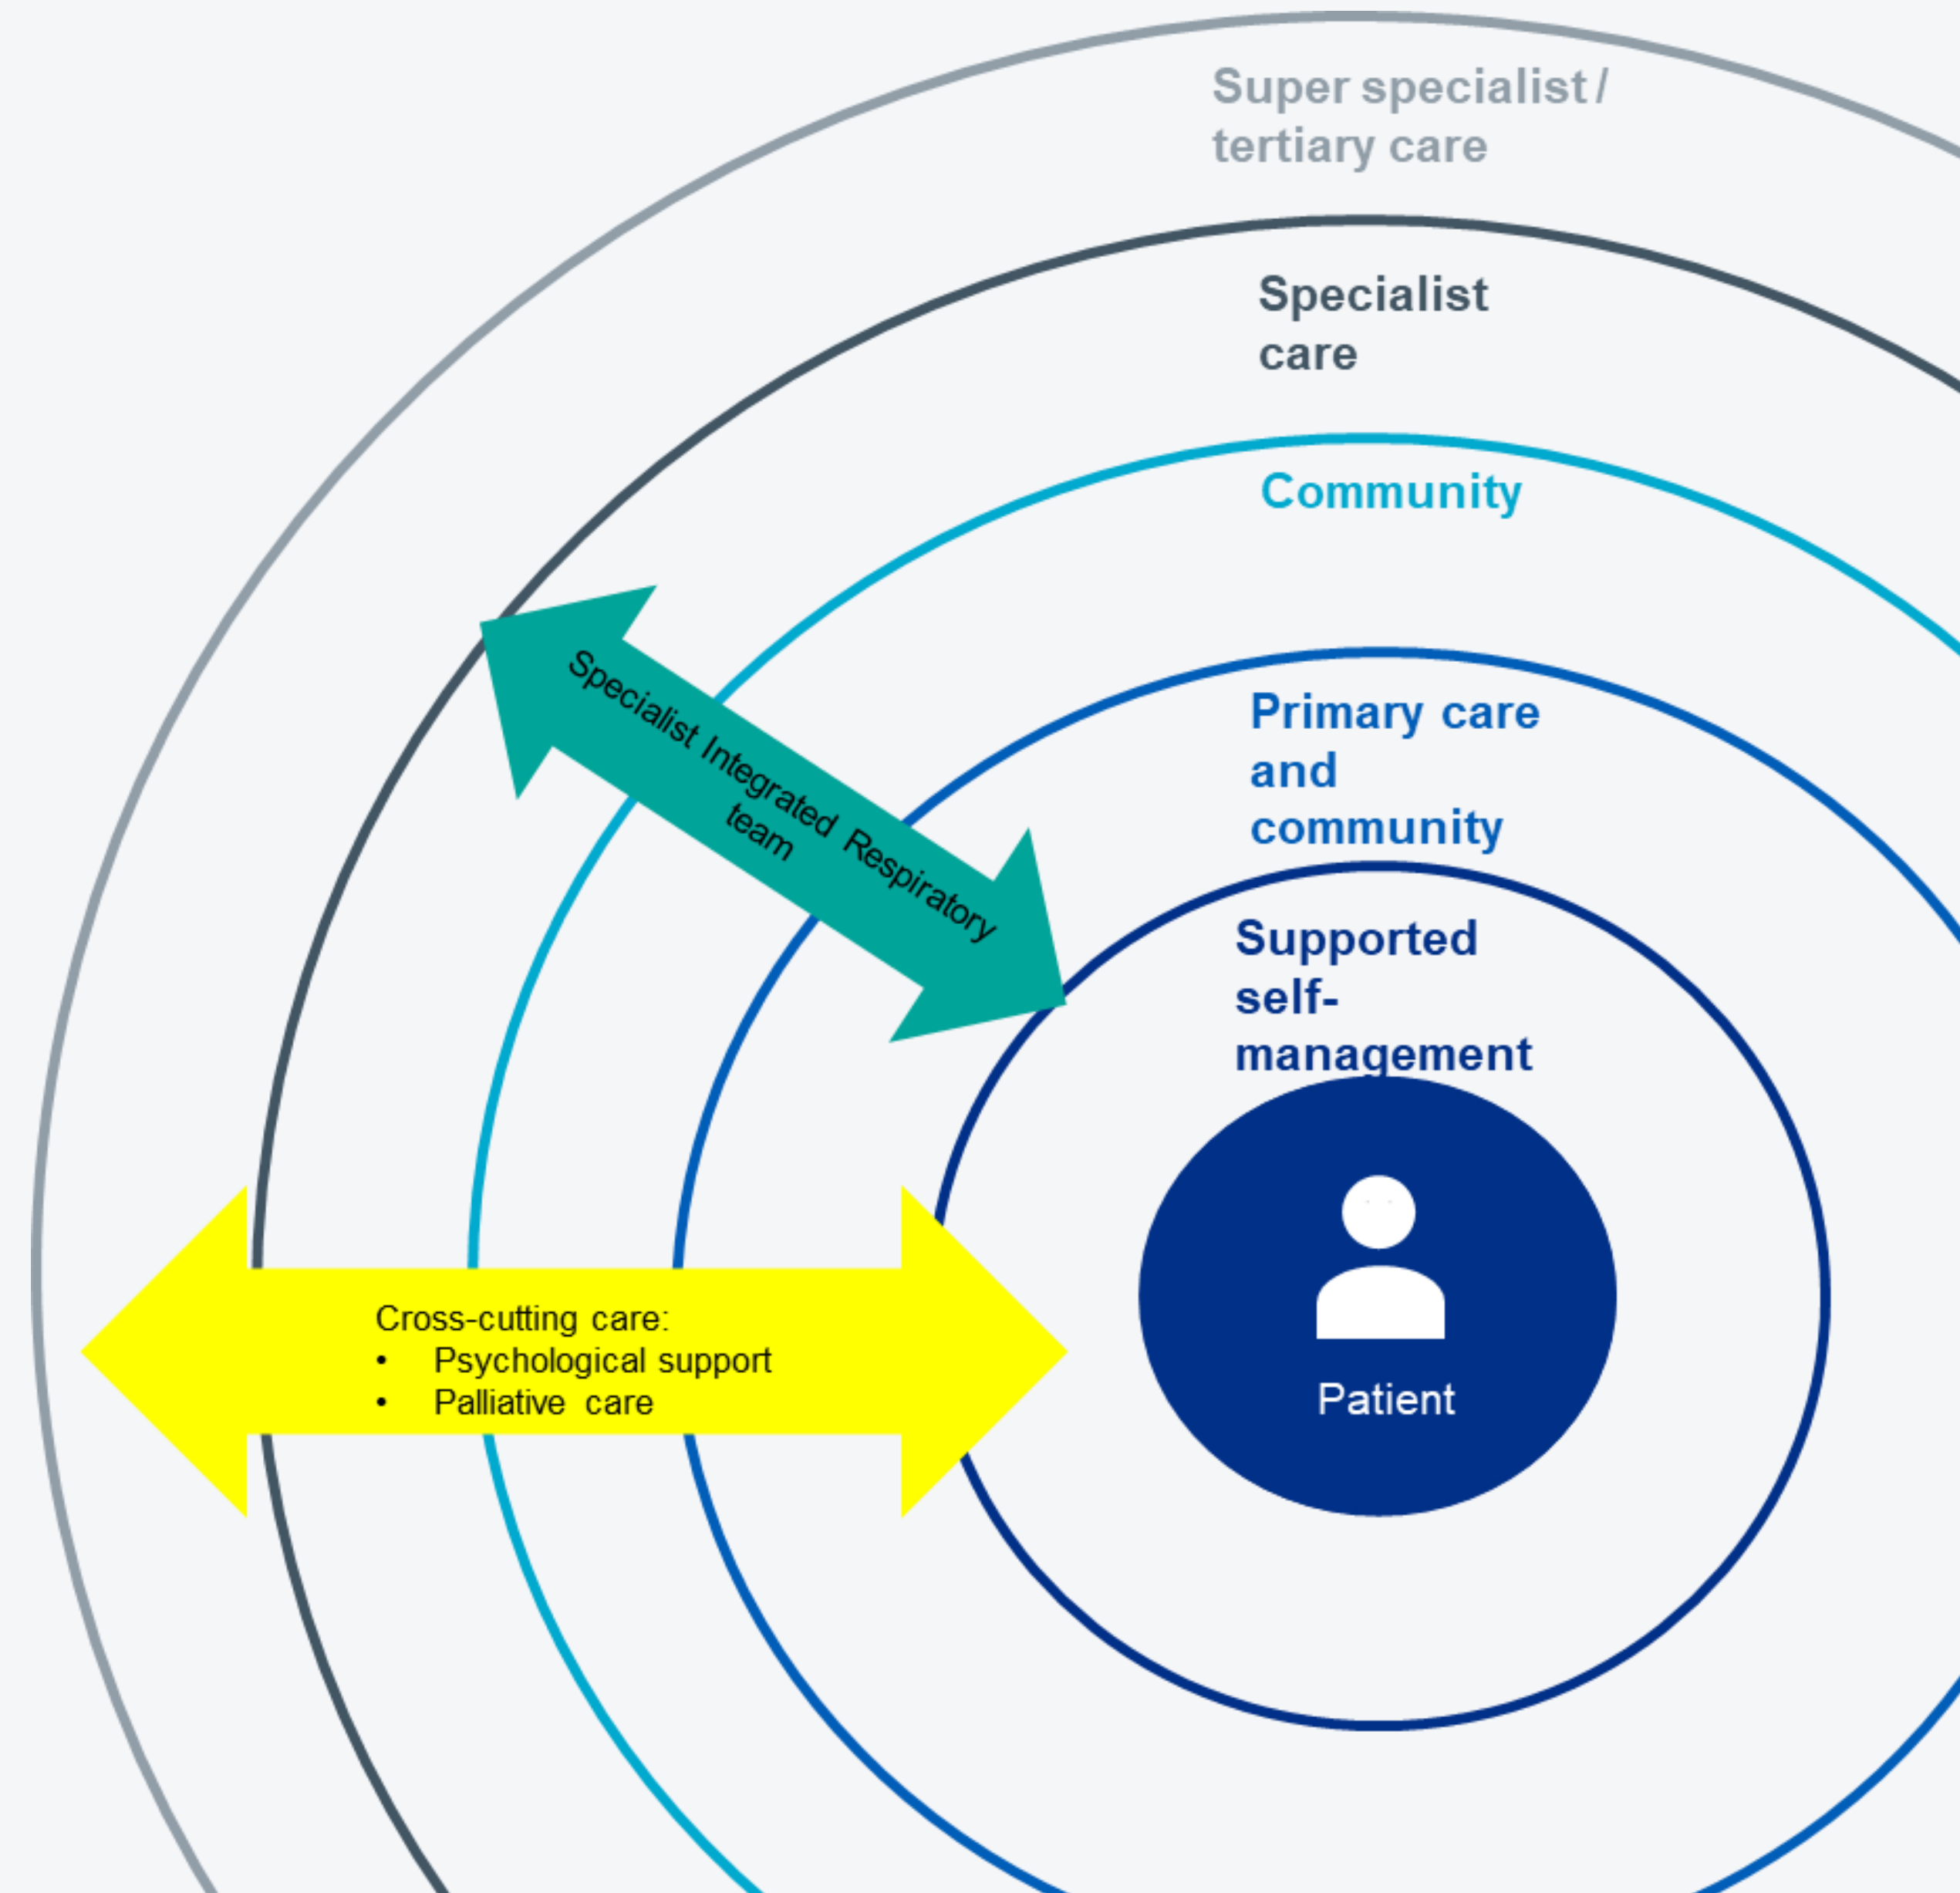 Super specialist /
tertiary care
Specialist
care
Community
Primary care
and
community
Supported
self-
management
Specialist Integrated Respiratory
team
Cross-cutting care:
• Psychological support
• Palliative care
Patient